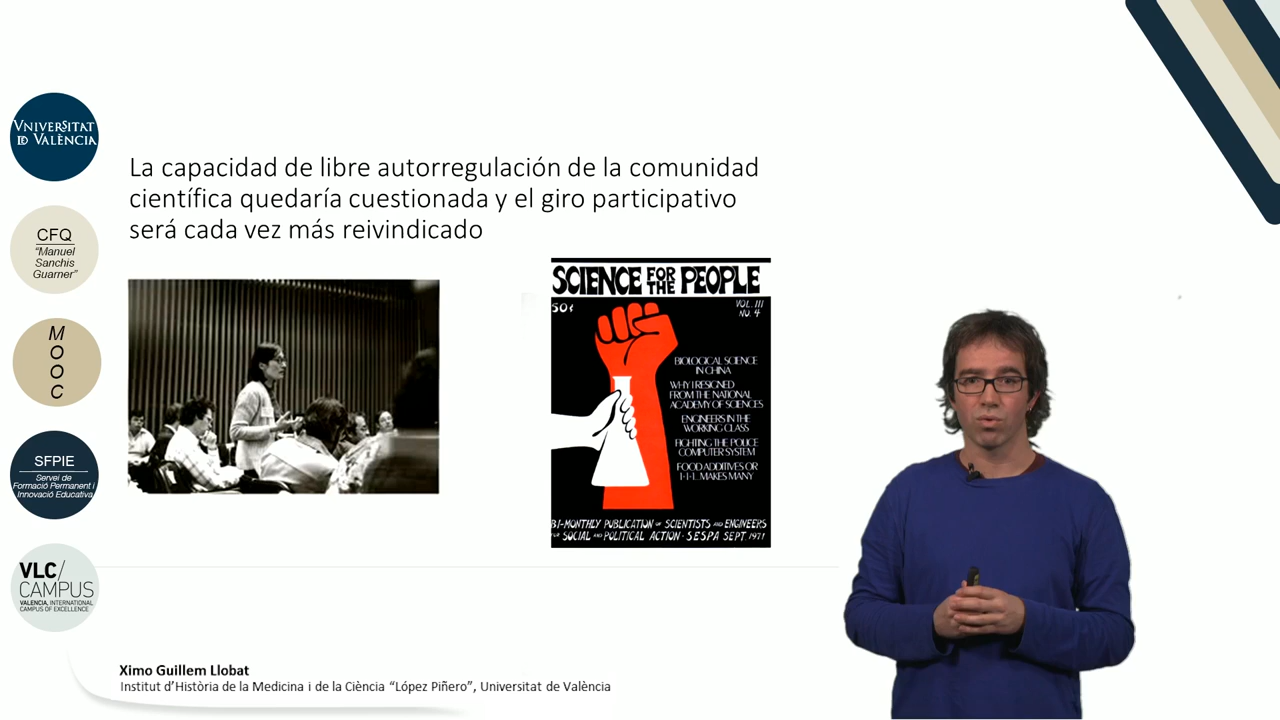 VNIVERSITAT
ID VALÈNCIA
CFQ
"Manuel
Sanchis
Guarner"
M
O
O
C
SFPIE
Servei de
Formació Permanent i
Innovació Educativa
VLC/
CAMPUS
VALENCIA, INTERNATIONAL
CAMPUS OF EXCELLENCE
La capacidad de libre autorregulación de la comunidad
científica quedaría cuestionada y el giro participativo
será cada vez más reivindicado
SCIENCE FOR THE PEOPLE
50¢
VOL. III
NO. 4
BIOLOGICAL SCIENCE
IN CHINA
WHY I RESIGNED
FROM THE NATIONAL
ACADEMY OF SCIENCES
ENGINEERS IN THE
WORKING CLASS
FIGHTING THE POLICE
COMPUTER SYSTEM
FOOD ADDITIVES OR
1·1·1... MAKES MANY
BI-MONTHLY PUBLICATION OF SCIENTISTS AND ENGINEERS
FOR SOCIAL AND POLITICAL ACTION · SESPA SEPT. 1971
Ximo Guillem Llobat
Institut d'Història de la Medicina i de la Ciència "López Piñero", Universitat de València